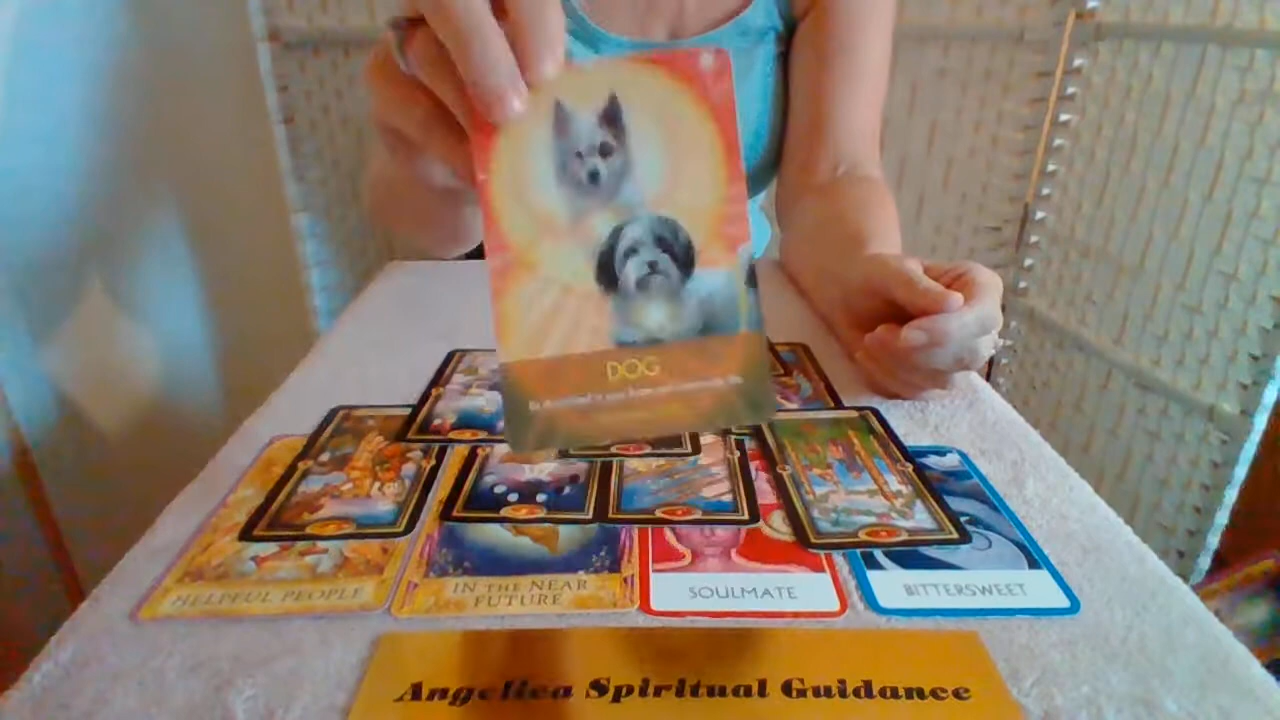 DOG
HELPFUL PEOPLE
IN THE NEAR
FUTURE
SOULMATE
BITTERSWEET
Angelica Spiritual Guidance